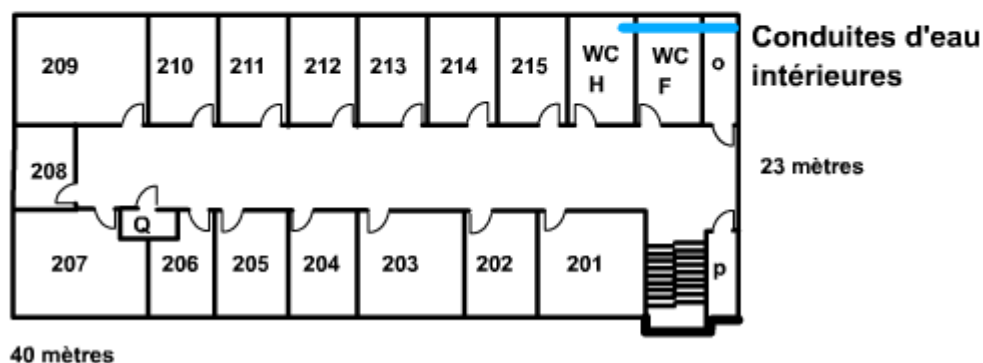 Conduites d'eau
intérieures
209
210
211
212
213
214
215
WC
H
WC
F
o
208
23 mètres
Q
207
206
205
204
203
202
201
p
40 mètres